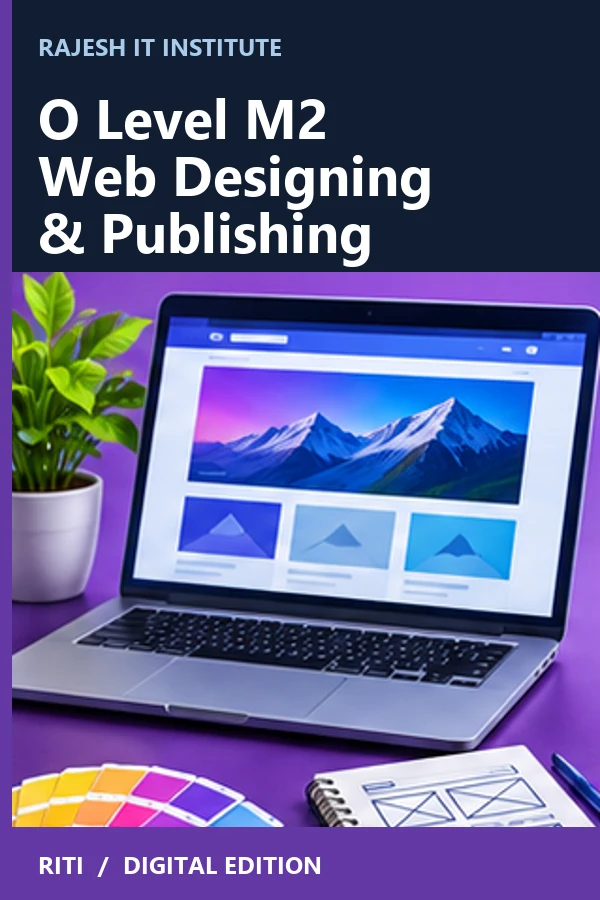 RAJESH IT INSTITUTE
O Level M2
Web Designing
& Publishing
RITI / DIGITAL EDITION